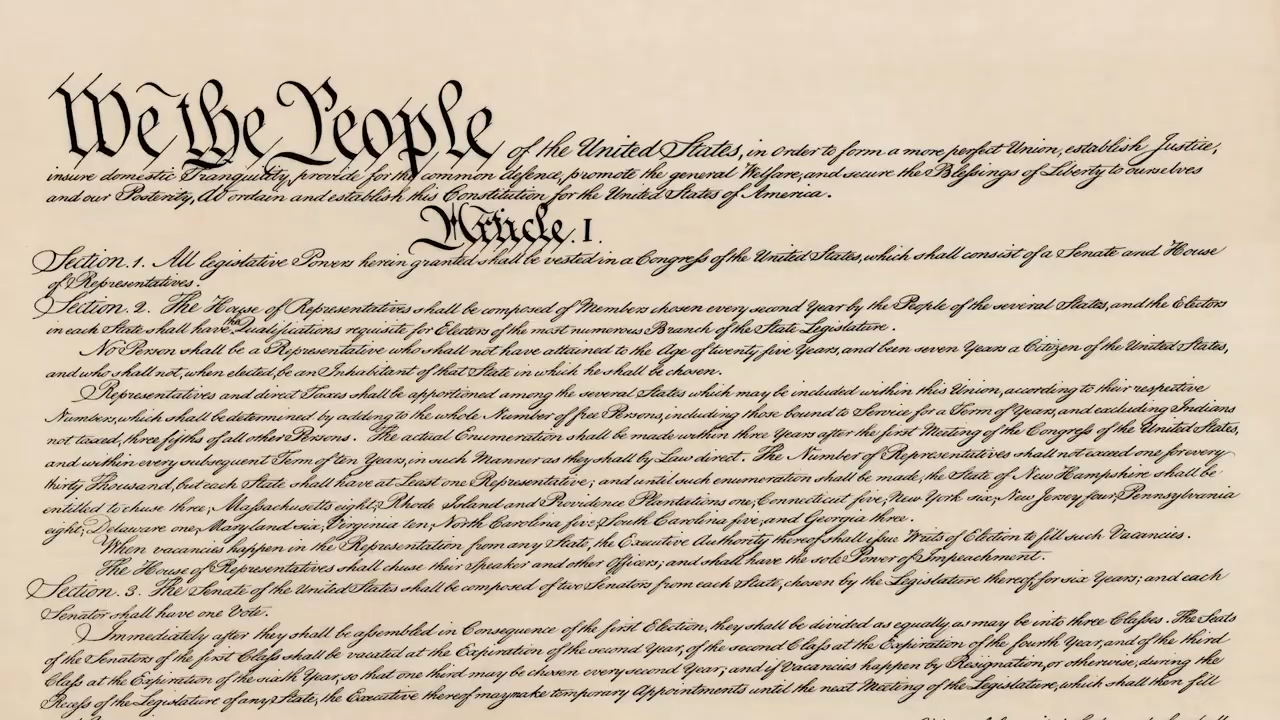 We the People of the United States, in Order to form a more perfect Union, establish Justice,
insure domestic Tranquility, provide for the common defence, promote the general Welfare, and secure the Blessings of Liberty to ourselves
and our Posterity, do ordain and establish this Constitution for the United States of America.
Article. I.
Section. 1. All legislative Powers herein granted shall be vested in a Congress of the United States, which shall consist of a Senate and House
of Representatives.
Section. 2. The House of Representatives shall be composed of Members chosen every second Year by the People of the several States, and the Electors
in each State shall have the Qualifications requisite for Electors of the most numerous Branch of the State Legislature.
No Person shall be a Representative who shall not have attained to the Age of twenty five Years, and been seven Years a Citizen of the United States,
and who shall not, when elected, be an Inhabitant of that State in which he shall be chosen.
Representatives and direct Taxes shall be apportioned among the several States which may be included within this Union, according to their respective
Numbers, which shall be determined by adding to the whole Number of free Persons, including those bound to Service for a Term of Years, and excluding Indians
not taxed, three fifths of all other Persons. The actual Enumeration shall be made within three Years after the first Meeting of the Congress of the United States,
and within every subsequent Term of ten Years, in such Manner as they shall by Law direct. The Number of Representatives shall not exceed one for every
thirty Thousand, but each State shall have at Least one Representative; and until such enumeration shall be made, the State of New Hampshire shall be
entitled to chuse three, Massachusetts eight, Rhode Island and Providence Plantations one, Connecticut five, New York six, New Jersey four, Pennsylvania
eight, Delaware one, Maryland six, Virginia ten, North Carolina five, South Carolina five, and Georgia three.
When vacancies happen in the Representation from any State, the Executive Authority thereof shall issue Writs of Election to fill such Vacancies.
The House of Representatives shall chuse their Speaker and other Officers; and shall have the sole Power of Impeachment.
Section. 3. The Senate of the United States shall be composed of two Senators from each State, chosen by the Legislature thereof, for six Years; and each
Senator shall have one Vote.
Immediately after they shall be assembled in Consequence of the first Election, they shall be divided as equally as may be into three Classes. The Seats
of the Senators of the first Class shall be vacated at the Expiration of the second Year, of the second Class at the Expiration of the fourth Year, and of the third
Class at the Expiration of the sixth Year, so that one third may be chosen every second Year; and if Vacancies happen by Resignation, or otherwise, during the
Recess of the Legislature of any State, the Executive thereof may make temporary Appointments until the next Meeting of the Legislature, which shall then fill